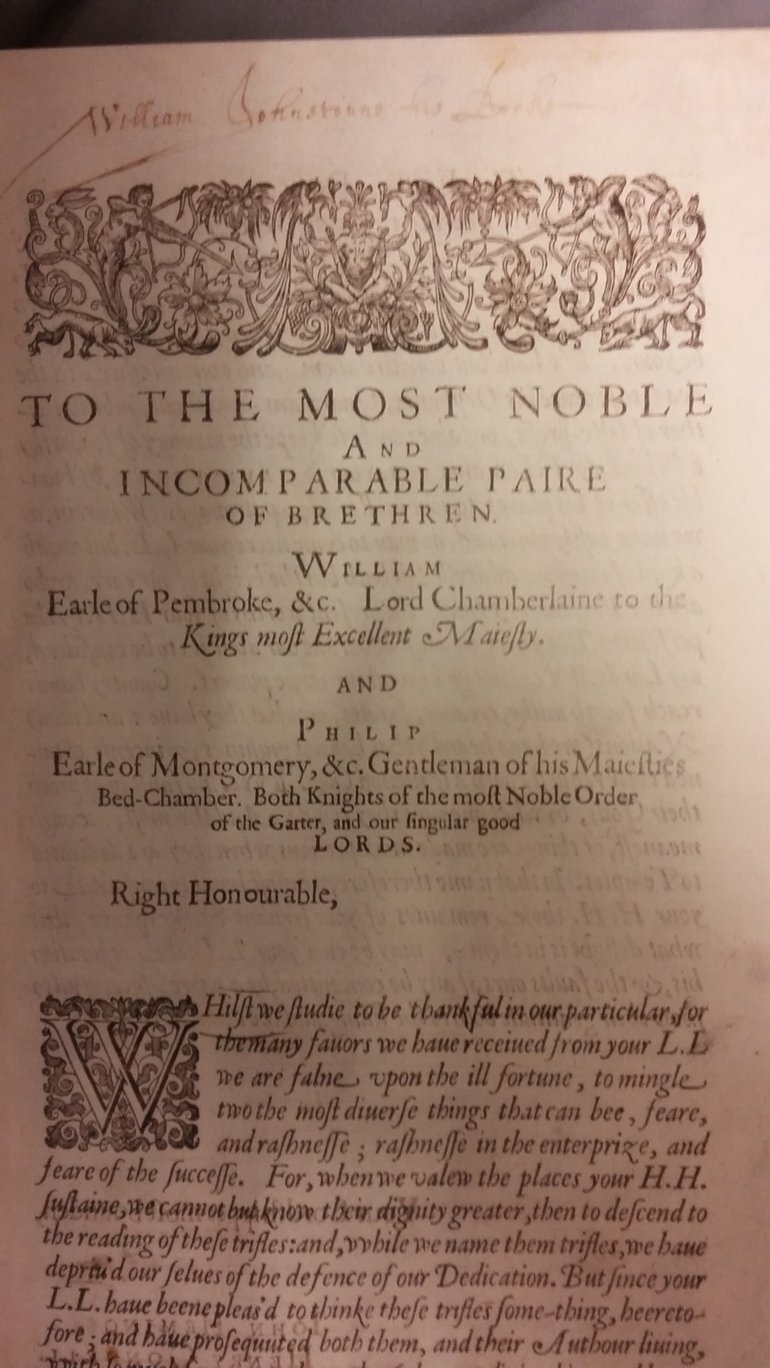 William Johnstoune his Booke
TO THE MOST NOBLE
AND
INCOMPARABLE PAIRE
OF BRETHREN.
WILLIAM
Earle of Pembroke, &c. Lord Chamberlaine to the
Kings moſt Excellent Maieſty.
AND
PHILIP
Earle of Montgomery, &c. Gentleman of his Maieſties
Bed-Chamber. Both Knights of the moſt Noble Order
of the Garter, and our ſingular good
LORDS.
Right Honourable,
WHilſt we ſtudie to be thankful in our particular, for
the many fauors we haue receiued from your L.L
we are falne vpon the ill fortune, to mingle
two the moſt diuerſe things that can bee, feare,
and raſhneſſe; raſhneſſe in the enterprize, and
feare of the ſucceſſe. For, when we valew the places your H.H.
ſuſtaine, we cannot but know their dignity greater, then to deſcend to
the reading of theſe trifles: and, vvhile we name them trifles, we haue
depriu'd our ſelues of the defence of our Dedication. But ſince your
L.L. haue beene pleas'd to thinke theſe trifles ſome-thing, heereto-
fore; and haue proſequuted both them, and their Authour liuing,